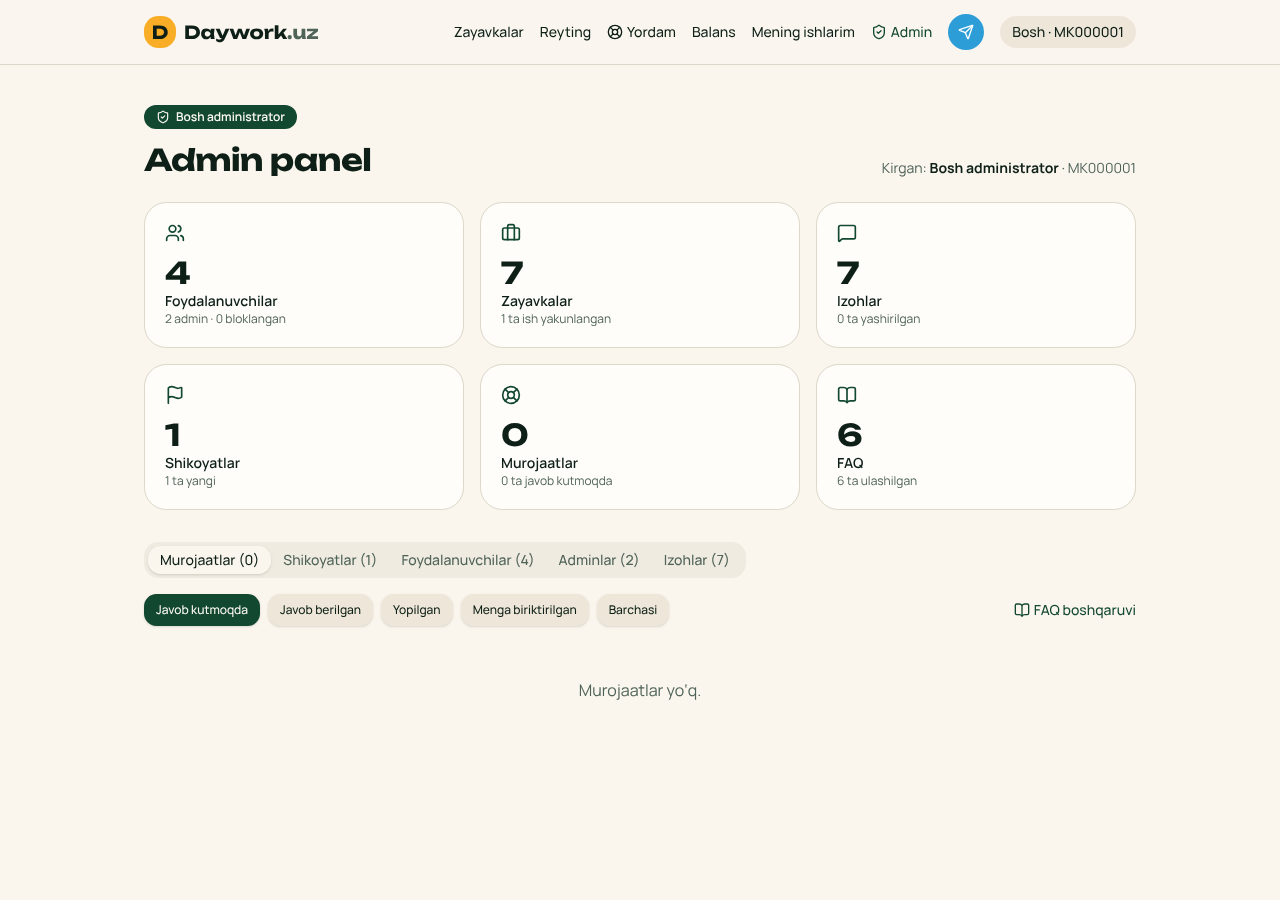 D Daywork.uz Zayavkalar Reyting Yordam Balans Mening ishlarim Admin Bosh · MK000001
Bosh administrator
Admin panel
Kirgan: Bosh administrator · MK000001
4
Foydalanuvchilar
2 admin · 0 bloklangan
7
Zayavkalar
1 ta ish yakunlangan
7
Izohlar
0 ta yashirilgan
1
Shikoyatlar
1 ta yangi
0
Murojaatlar
0 ta javob kutmoqda
6
FAQ
6 ta ulashilgan
Murojaatlar (0) Shikoyatlar (1) Foydalanuvchilar (4) Adminlar (2) Izohlar (7)
Javob kutmoqda Javob berilgan Yopilgan Menga biriktirilgan Barchasi FAQ boshqaruvi
Murojaatlar yo'q.